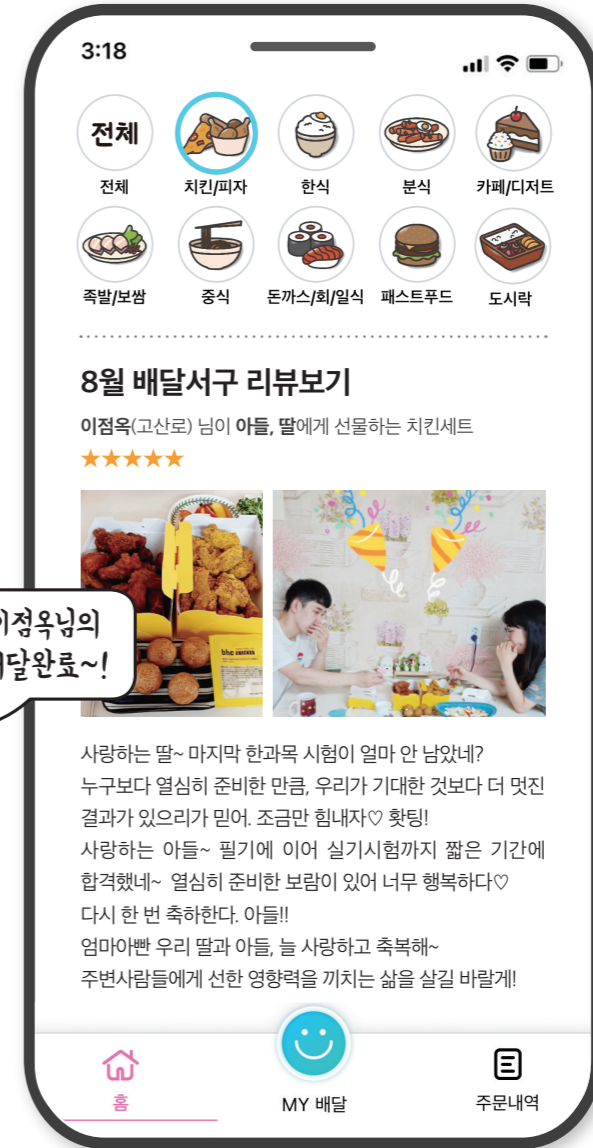 3:18
전체
전체
치킨/피자
한식
분식
카페/디저트
족발/보쌈
중식
돈까스/회/일식
패스트푸드
도시락
8월 배달서구 리뷰보기
이점옥(고산로) 님이 아들, 딸에게 선물하는 치킨세트
★★★★★
bhc
CHICKEN
이점옥님의
배달완료~!
사랑하는 딸~ 마지막 한과목 시험이 얼마 안 남았네?
누구보다 열심히 준비한 만큼, 우리가 기대한 것보다 더 멋진
결과가 있으리가 믿어. 조금만 힘내자♡ 홧팅!
사랑하는 아들~ 필기에 이어 실기시험까지 짧은 기간에
합격했네~ 열심히 준비한 보람이 있어 너무 행복하다♡
다시 한 번 축하한다. 아들!!
엄마아빤 우리 딸과 아들, 늘 사랑하고 축복해~
주변사람들에게 선한 영향력을 끼치는 삶을 살길 바랄게!
홈
MY 배달
주문내역